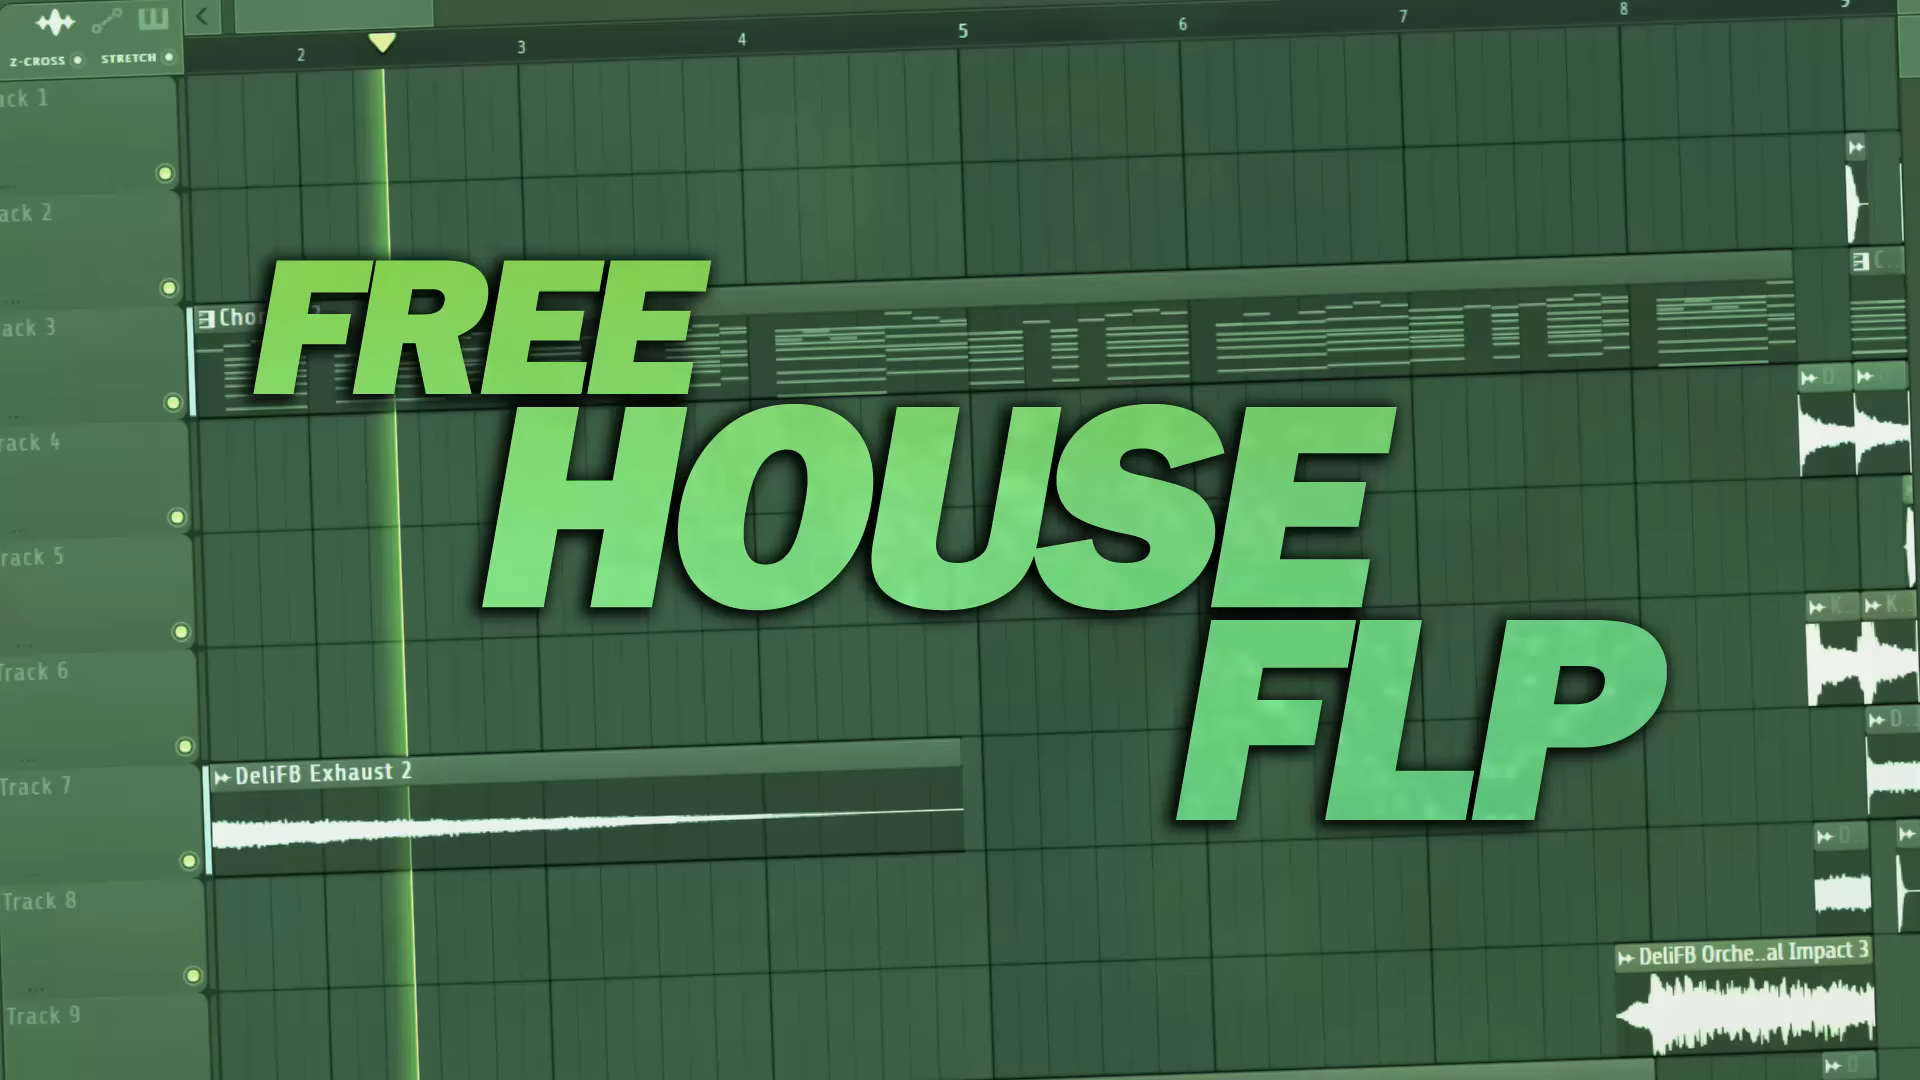 Z-CROSS STRETCH
2 3 4 5 6 7 8 9
ack 1
ack 2
ack 3
Chor
FREE
rack 4
HOUSE
rack 5
Track 6
FLP
Track 7
DeliFB Exhaust 2
Track 8
DeliFB Orche..al Impact 3
Track 9